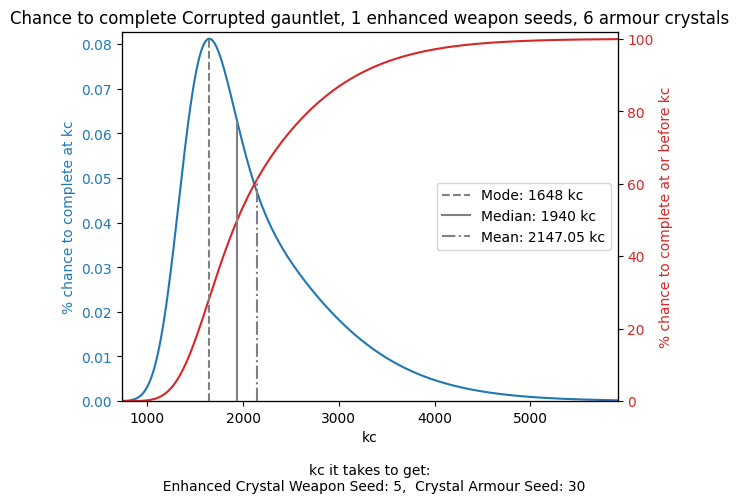 Chance to complete Corrupted gauntlet, 1 enhanced weapon seeds, 6 armour crystals
% chance to complete at kc
0.08
0.07
0.06
0.05
0.04
0.03
0.02
0.01
0.00
1000 2000 3000 4000 5000
kc
100
80
60
40
20
0
% chance to complete at or before kc
Mode: 1648 kc
Median: 1940 kc
Mean: 2147.05 kc
kc it takes to get:
Enhanced Crystal Weapon Seed: 5,  Crystal Armour Seed: 30